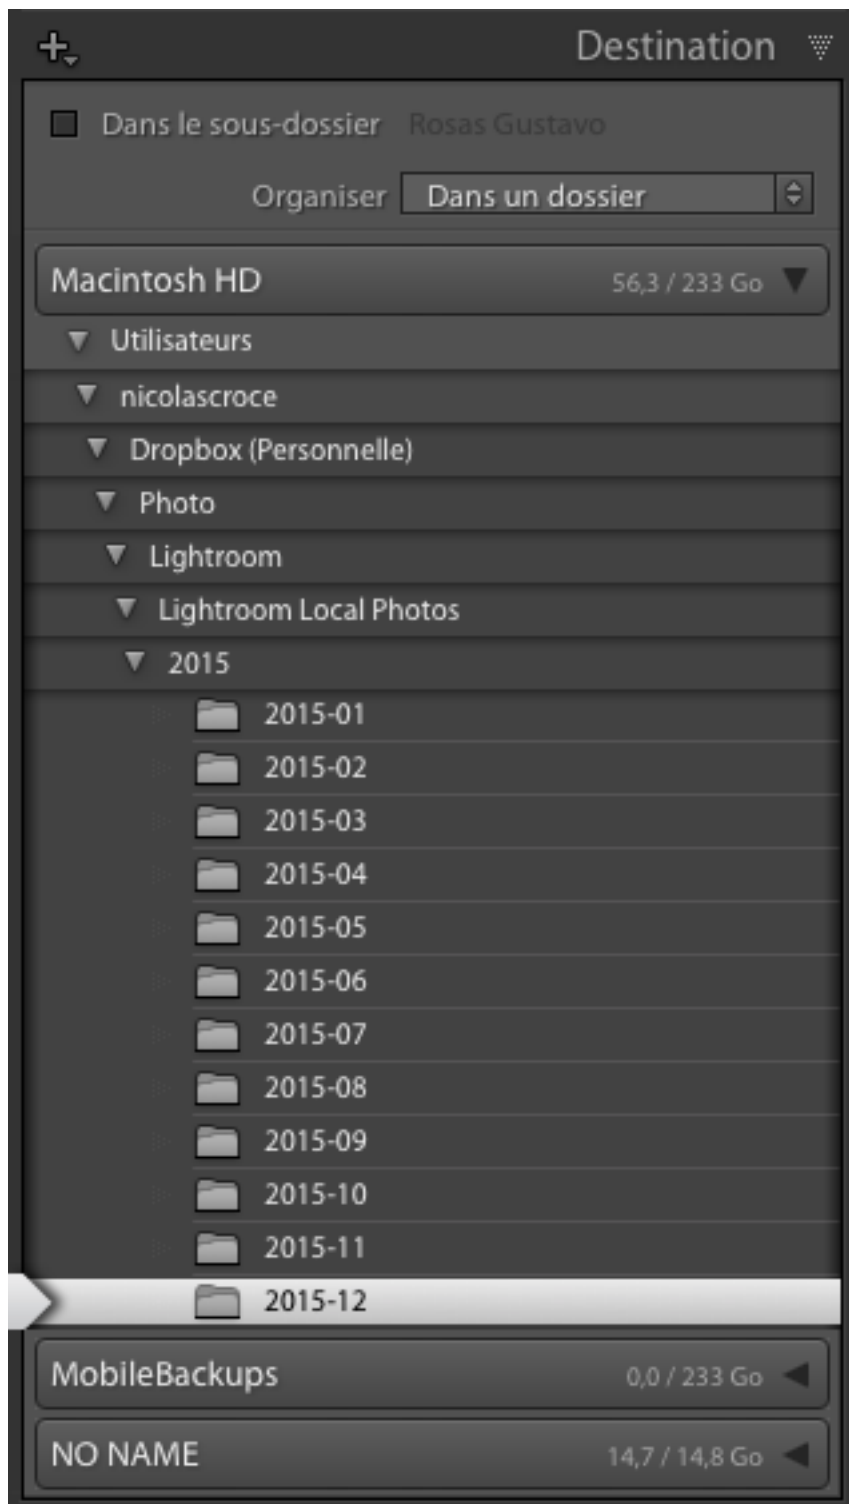 Destination
Dans le sous-dossier Rosas Gustavo
Organiser Dans un dossier
Macintosh HD 56,3 / 233 Go
Utilisateurs
nicolascroce
Dropbox (Personnelle)
Photo
Lightroom
Lightroom Local Photos
2015
2015-01
2015-02
2015-03
2015-04
2015-05
2015-06
2015-07
2015-08
2015-09
2015-10
2015-11
2015-12
MobileBackups 0,0 / 233 Go
NO NAME 14,7 / 14,8 Go